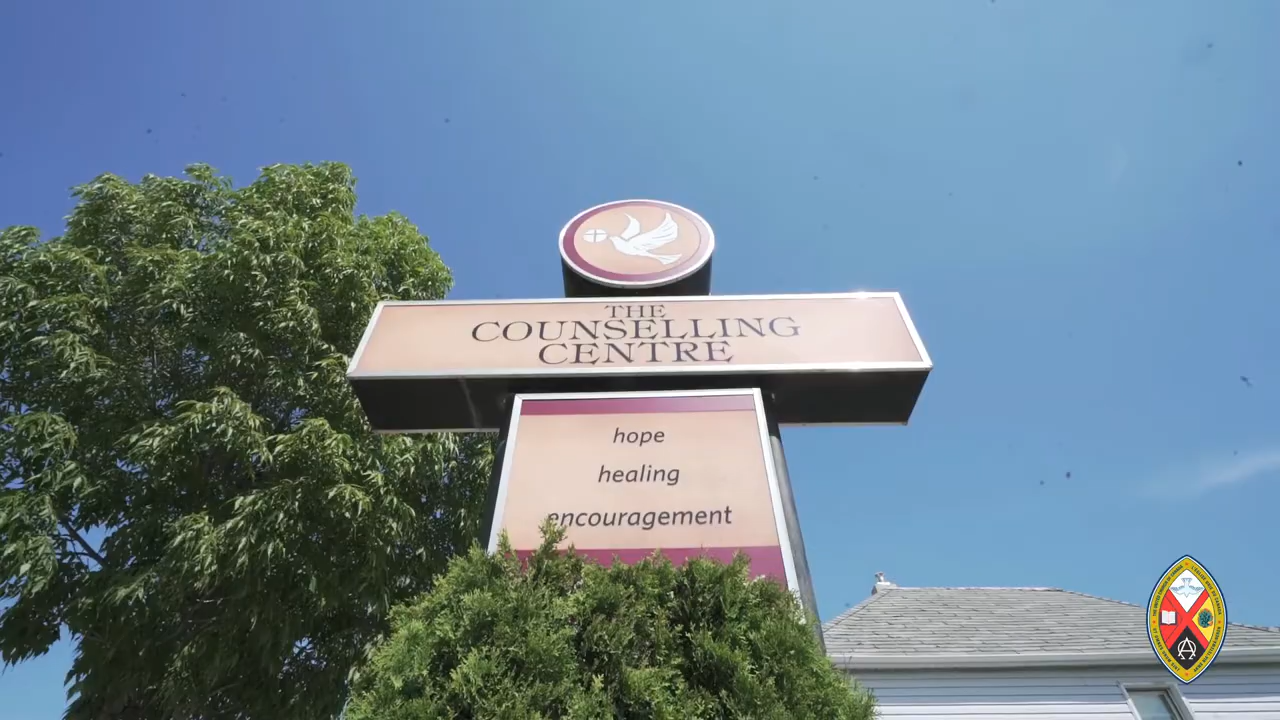 THE
COUNSELLING
CENTRE
hope
healing
encouragement